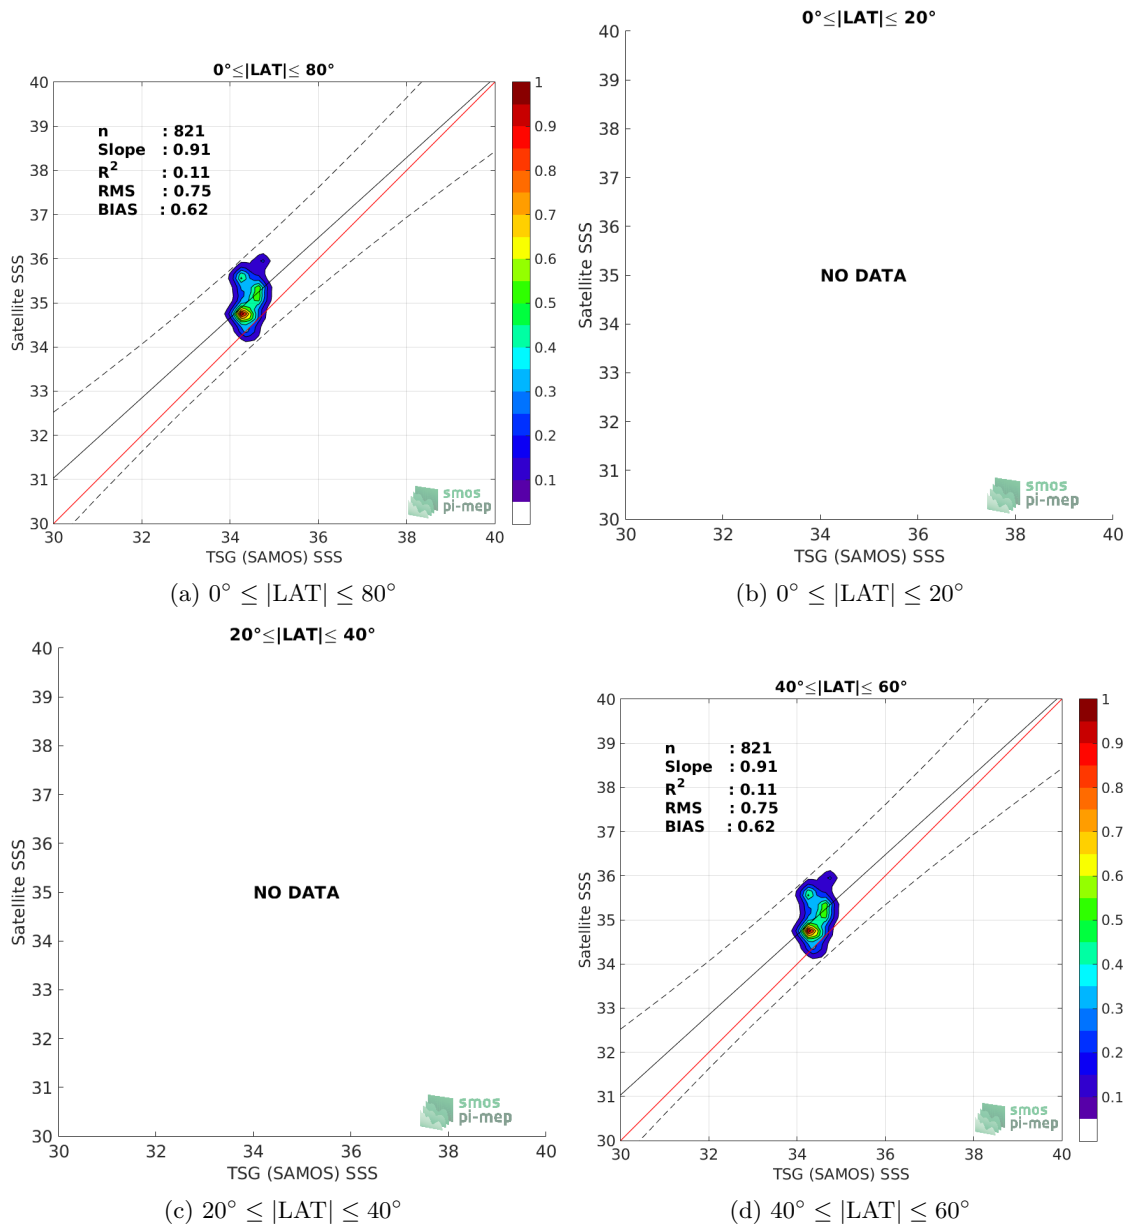 0°≤|LAT|≤ 80°
40
39
38
37
36
35
34
33
32
31
30
n : 821
Slope : 0.91
R2 : 0.11
RMS : 0.75
BIAS : 0.62
1
0.9
0.8
0.7
0.6
0.5
0.4
0.3
0.2
0.1
Satellite SSS
smos
pi-mep
30 32 34 36 38 40
TSG (SAMOS) SSS
(a) 0° ≤ |LAT| ≤ 80°
0°≤|LAT|≤ 20°
40
39
38
37
36
35
34
33
32
31
30
Satellite SSS
NO DATA
smos
pi-mep
30 32 34 36 38 40
TSG (SAMOS) SSS
(b) 0° ≤ |LAT| ≤ 20°
20°≤|LAT|≤ 40°
40
39
38
37
36
35
34
33
32
31
30
Satellite SSS
NO DATA
smos
pi-mep
30 32 34 36 38 40
TSG (SAMOS) SSS
(c) 20° ≤ |LAT| ≤ 40°
40°≤|LAT|≤ 60°
40
39
38
37
36
35
34
33
32
31
30
n : 821
Slope : 0.91
R2 : 0.11
RMS : 0.75
BIAS : 0.62
1
0.9
0.8
0.7
0.6
0.5
0.4
0.3
0.2
0.1
Satellite SSS
smos
pi-mep
30 32 34 36 38 40
TSG (SAMOS) SSS
(d) 40° ≤ |LAT| ≤ 60°